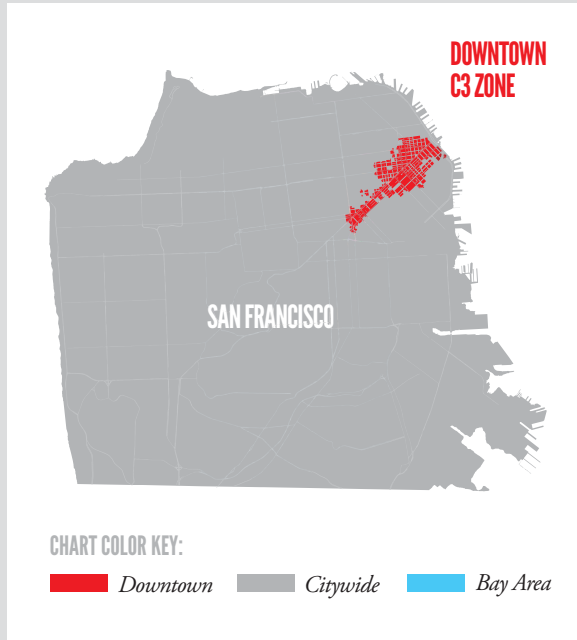 DOWNTOWN
C3 ZONE
SAN FRANCISCO
CHART COLOR KEY:
Downtown Citywide Bay Area